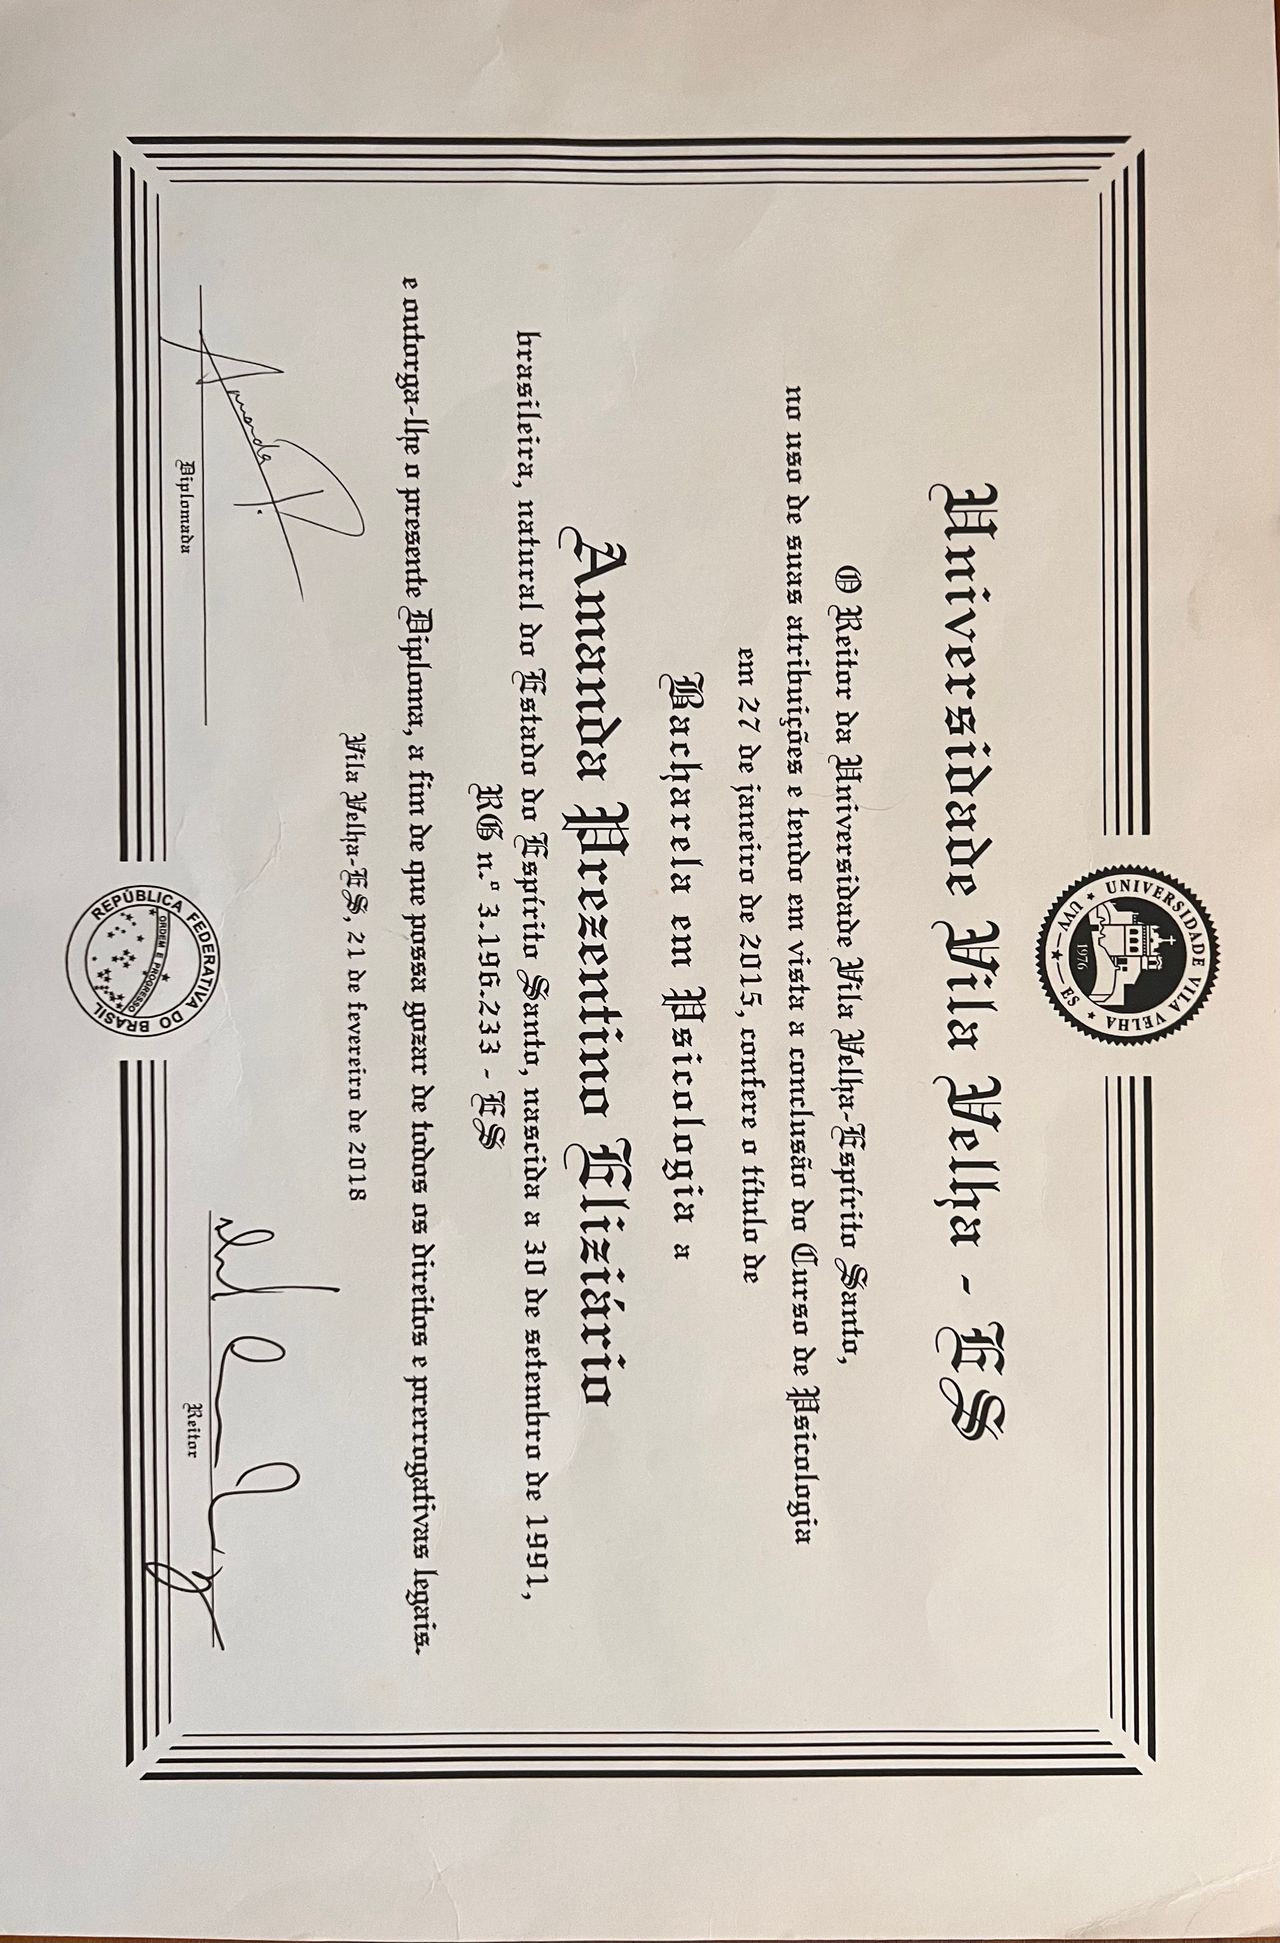 UNIVERSIDADE VILA VELHA
UVV ★ ★ ES
1976
Universidade Vila Velha - ES
O Reitor da Universidade Vila Velha-Espírito Santo,
no uso de suas atribuições e tendo em vista a conclusão do Curso de Psicologia
em 27 de janeiro de 2015, confere o título de
Bacharela em Psicologia a
Amanda Prezentino Eliziário
brasileira, natural do Estado do Espírito Santo, nascida a 30 de setembro de 1991,
RG n.º 3.196.233 - ES
e outorga-lhe o presente Diploma, a fim de que possa gozar de todos os direitos e prerrogativas legais.
Vila Velha-ES, 21 de fevereiro de 2018
Amanda P.
Diplomada
Reitor
REPÚBLICA FEDERATIVA DO BRASIL
ORDEM E PROGRESSO